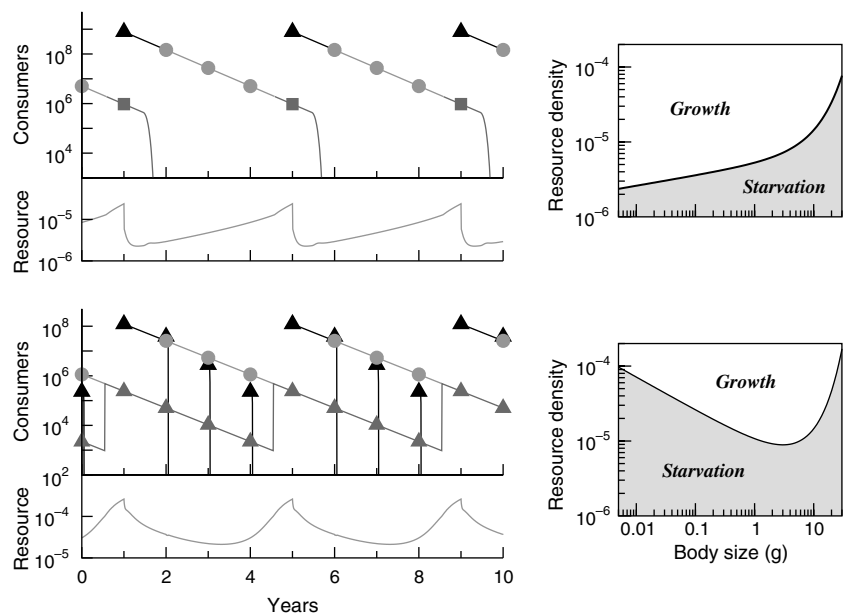 Consumers
10^8
10^6
10^4
Resource
10^-5
10^-6
Resource density
10^-4
10^-5
10^-6
Growth
Starvation
Consumers
10^8
10^6
10^4
10^2
Resource
10^-4
10^-5
0 2 4 6 8 10
Years
Resource density
10^-4
10^-5
10^-6
Growth
Starvation
0.01 0.1 1 10
Body size (g)